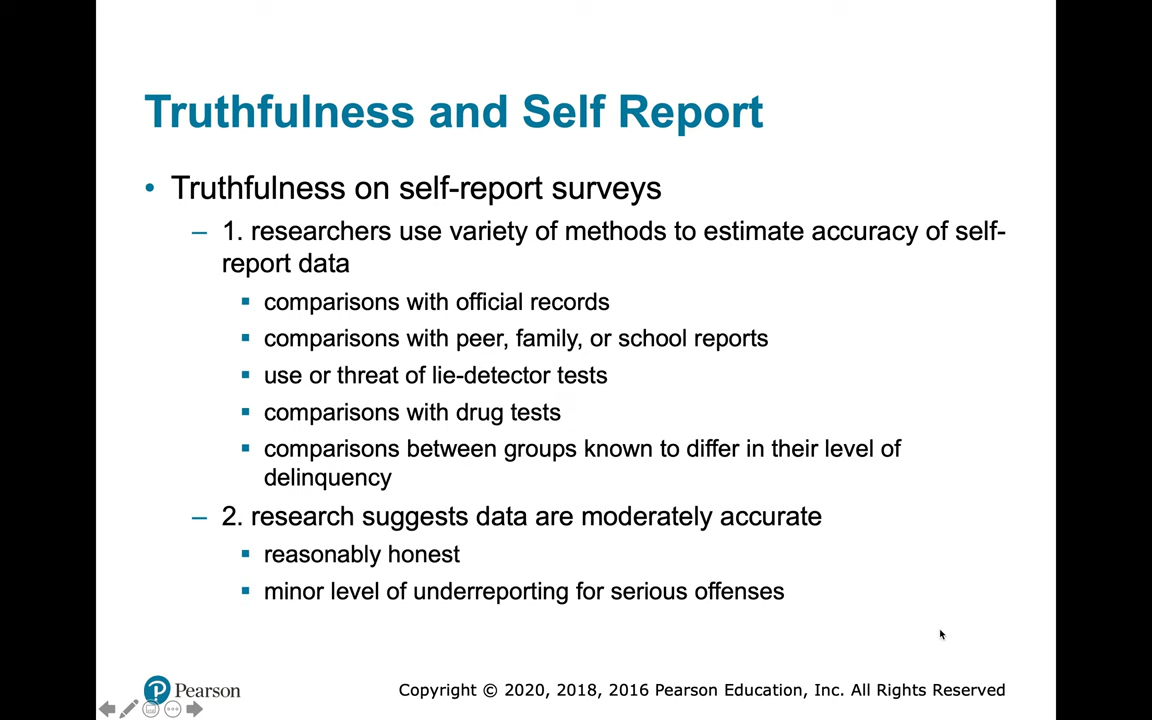 Truthfulness and Self Report
• Truthfulness on self-report surveys
– 1. researchers use variety of methods to estimate accuracy of self-
report data
▪ comparisons with official records
▪ comparisons with peer, family, or school reports
▪ use or threat of lie-detector tests
▪ comparisons with drug tests
▪ comparisons between groups known to differ in their level of
delinquency
– 2. research suggests data are moderately accurate
▪ reasonably honest
▪ minor level of underreporting for serious offenses
P Pearson
Copyright © 2020, 2018, 2016 Pearson Education, Inc. All Rights Reserved